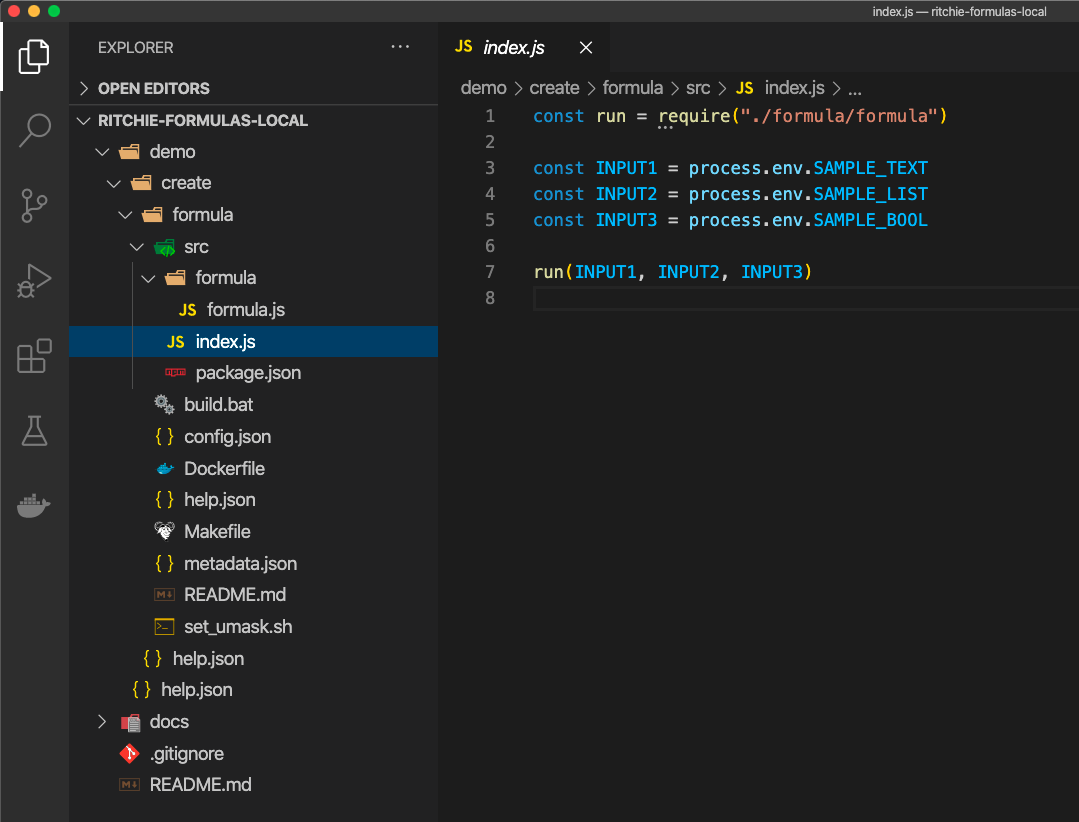 index.js — ritchie-formulas-local
EXPLORER
OPEN EDITORS
RITCHIE-FORMULAS-LOCAL
demo
create
formula
src
formula
JS formula.js
JS index.js
package.json
build.bat
{ } config.json
Dockerfile
{ } help.json
Makefile
{ } metadata.json
M↓ README.md
set_umask.sh
{ } help.json
{ } help.json
docs
.gitignore
M↓ README.md
JS index.js
demo > create > formula > src > JS index.js > ...
1 const run = require("./formula/formula")
2
3 const INPUT1 = process.env.SAMPLE_TEXT
4 const INPUT2 = process.env.SAMPLE_LIST
5 const INPUT3 = process.env.SAMPLE_BOOL
6
7 run(INPUT1, INPUT2, INPUT3)
8